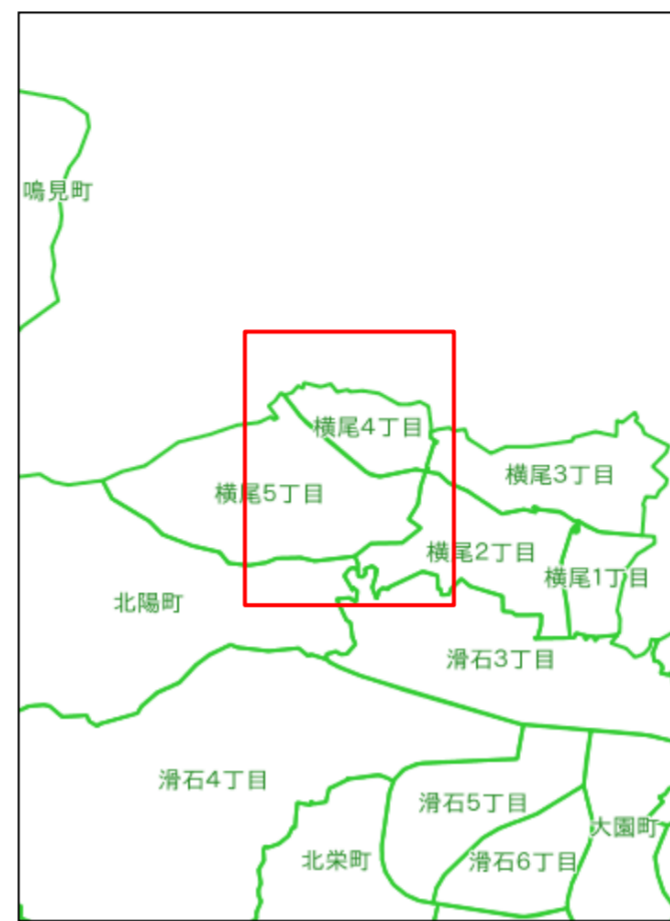 鳴見町
横尾4丁目
横尾3丁目
横尾5丁目
横尾2丁目
横尾1丁目
北陽町
滑石3丁目
滑石4丁目
滑石5丁目
大園町
北栄町
滑石6丁目